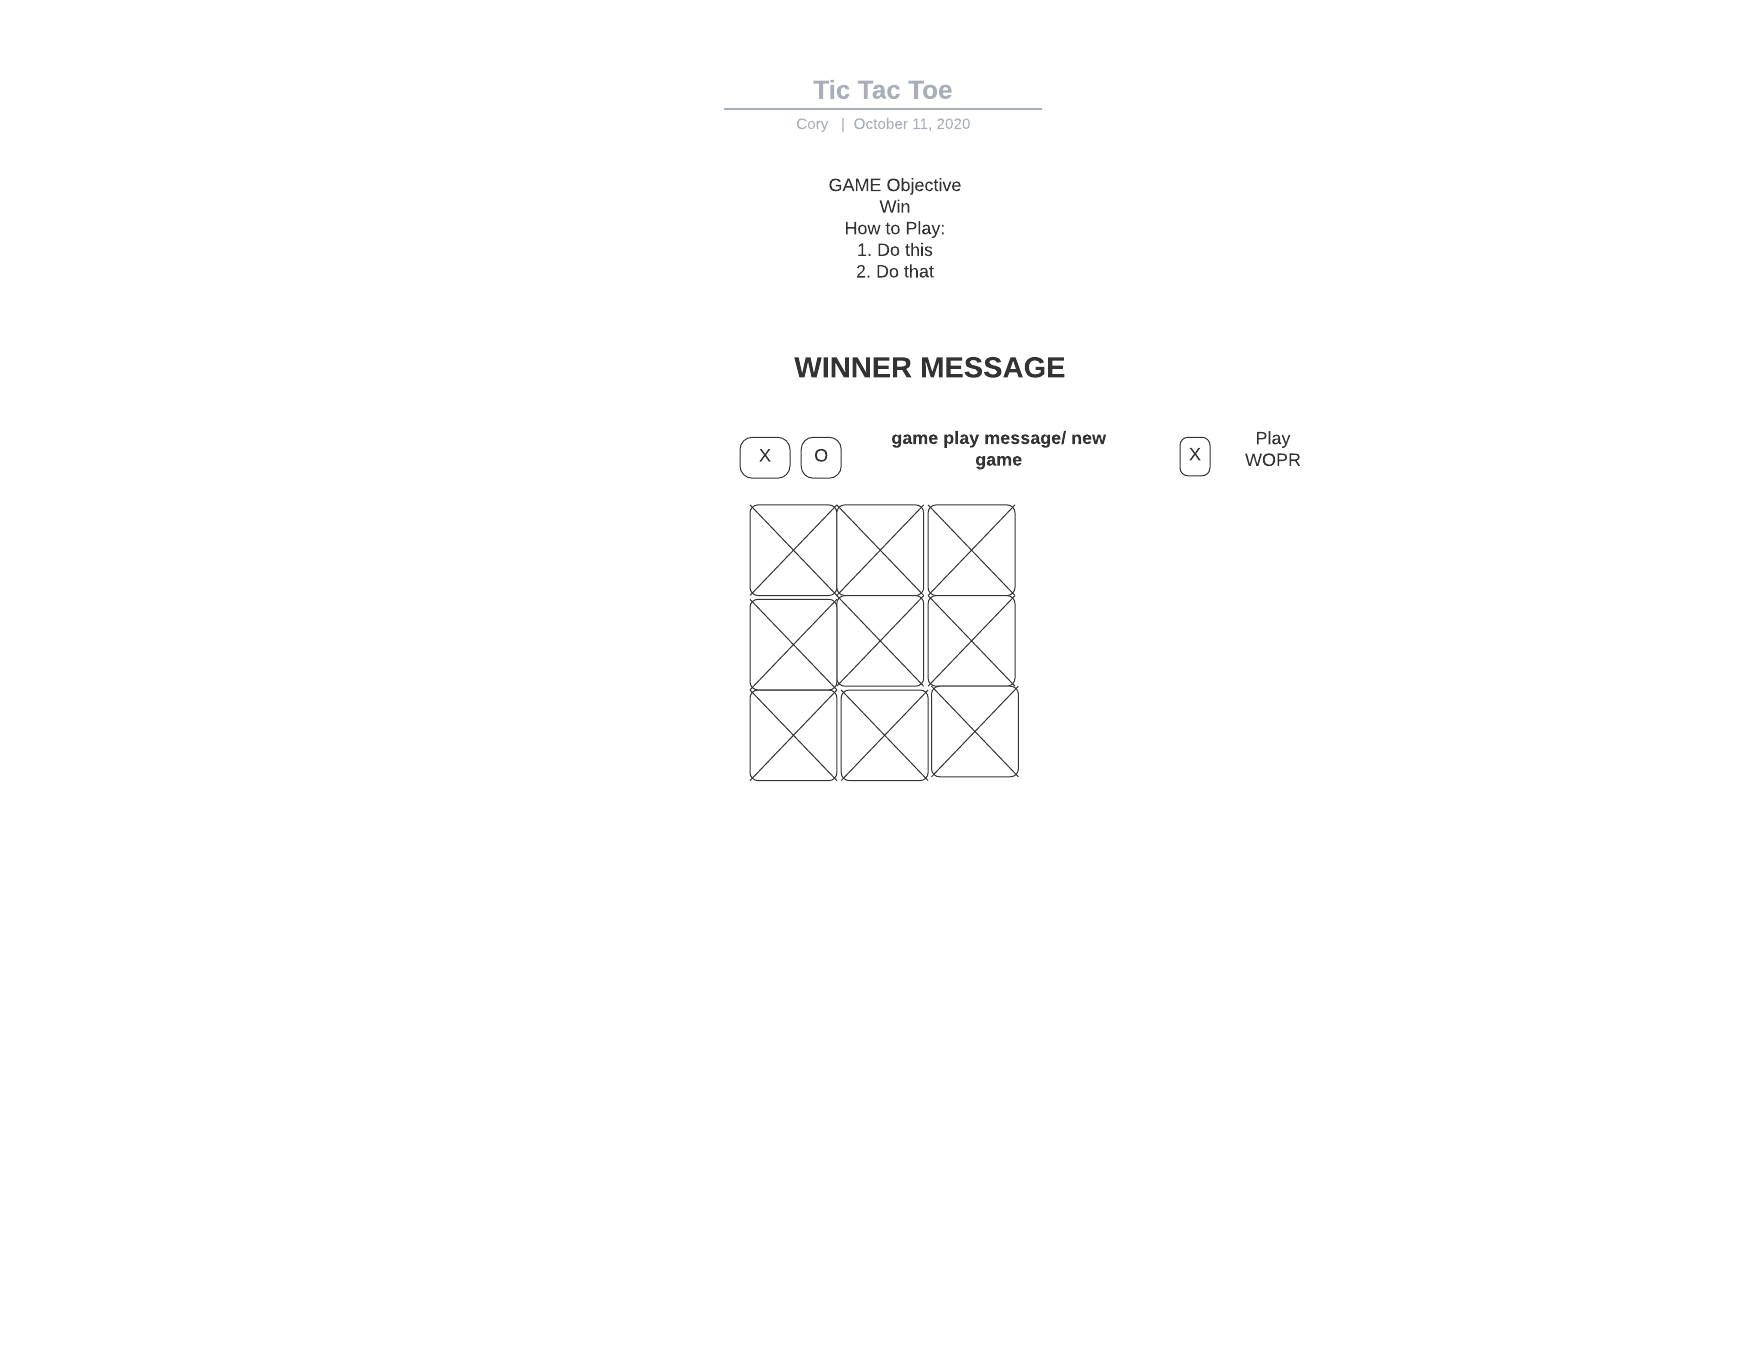 Tic Tac Toe
Cory | October 11, 2020
GAME Objective
Win
How to Play:
1. Do this
2. Do that
WINNER MESSAGE
X
O
game play message/ new
game
X
Play
WOPR